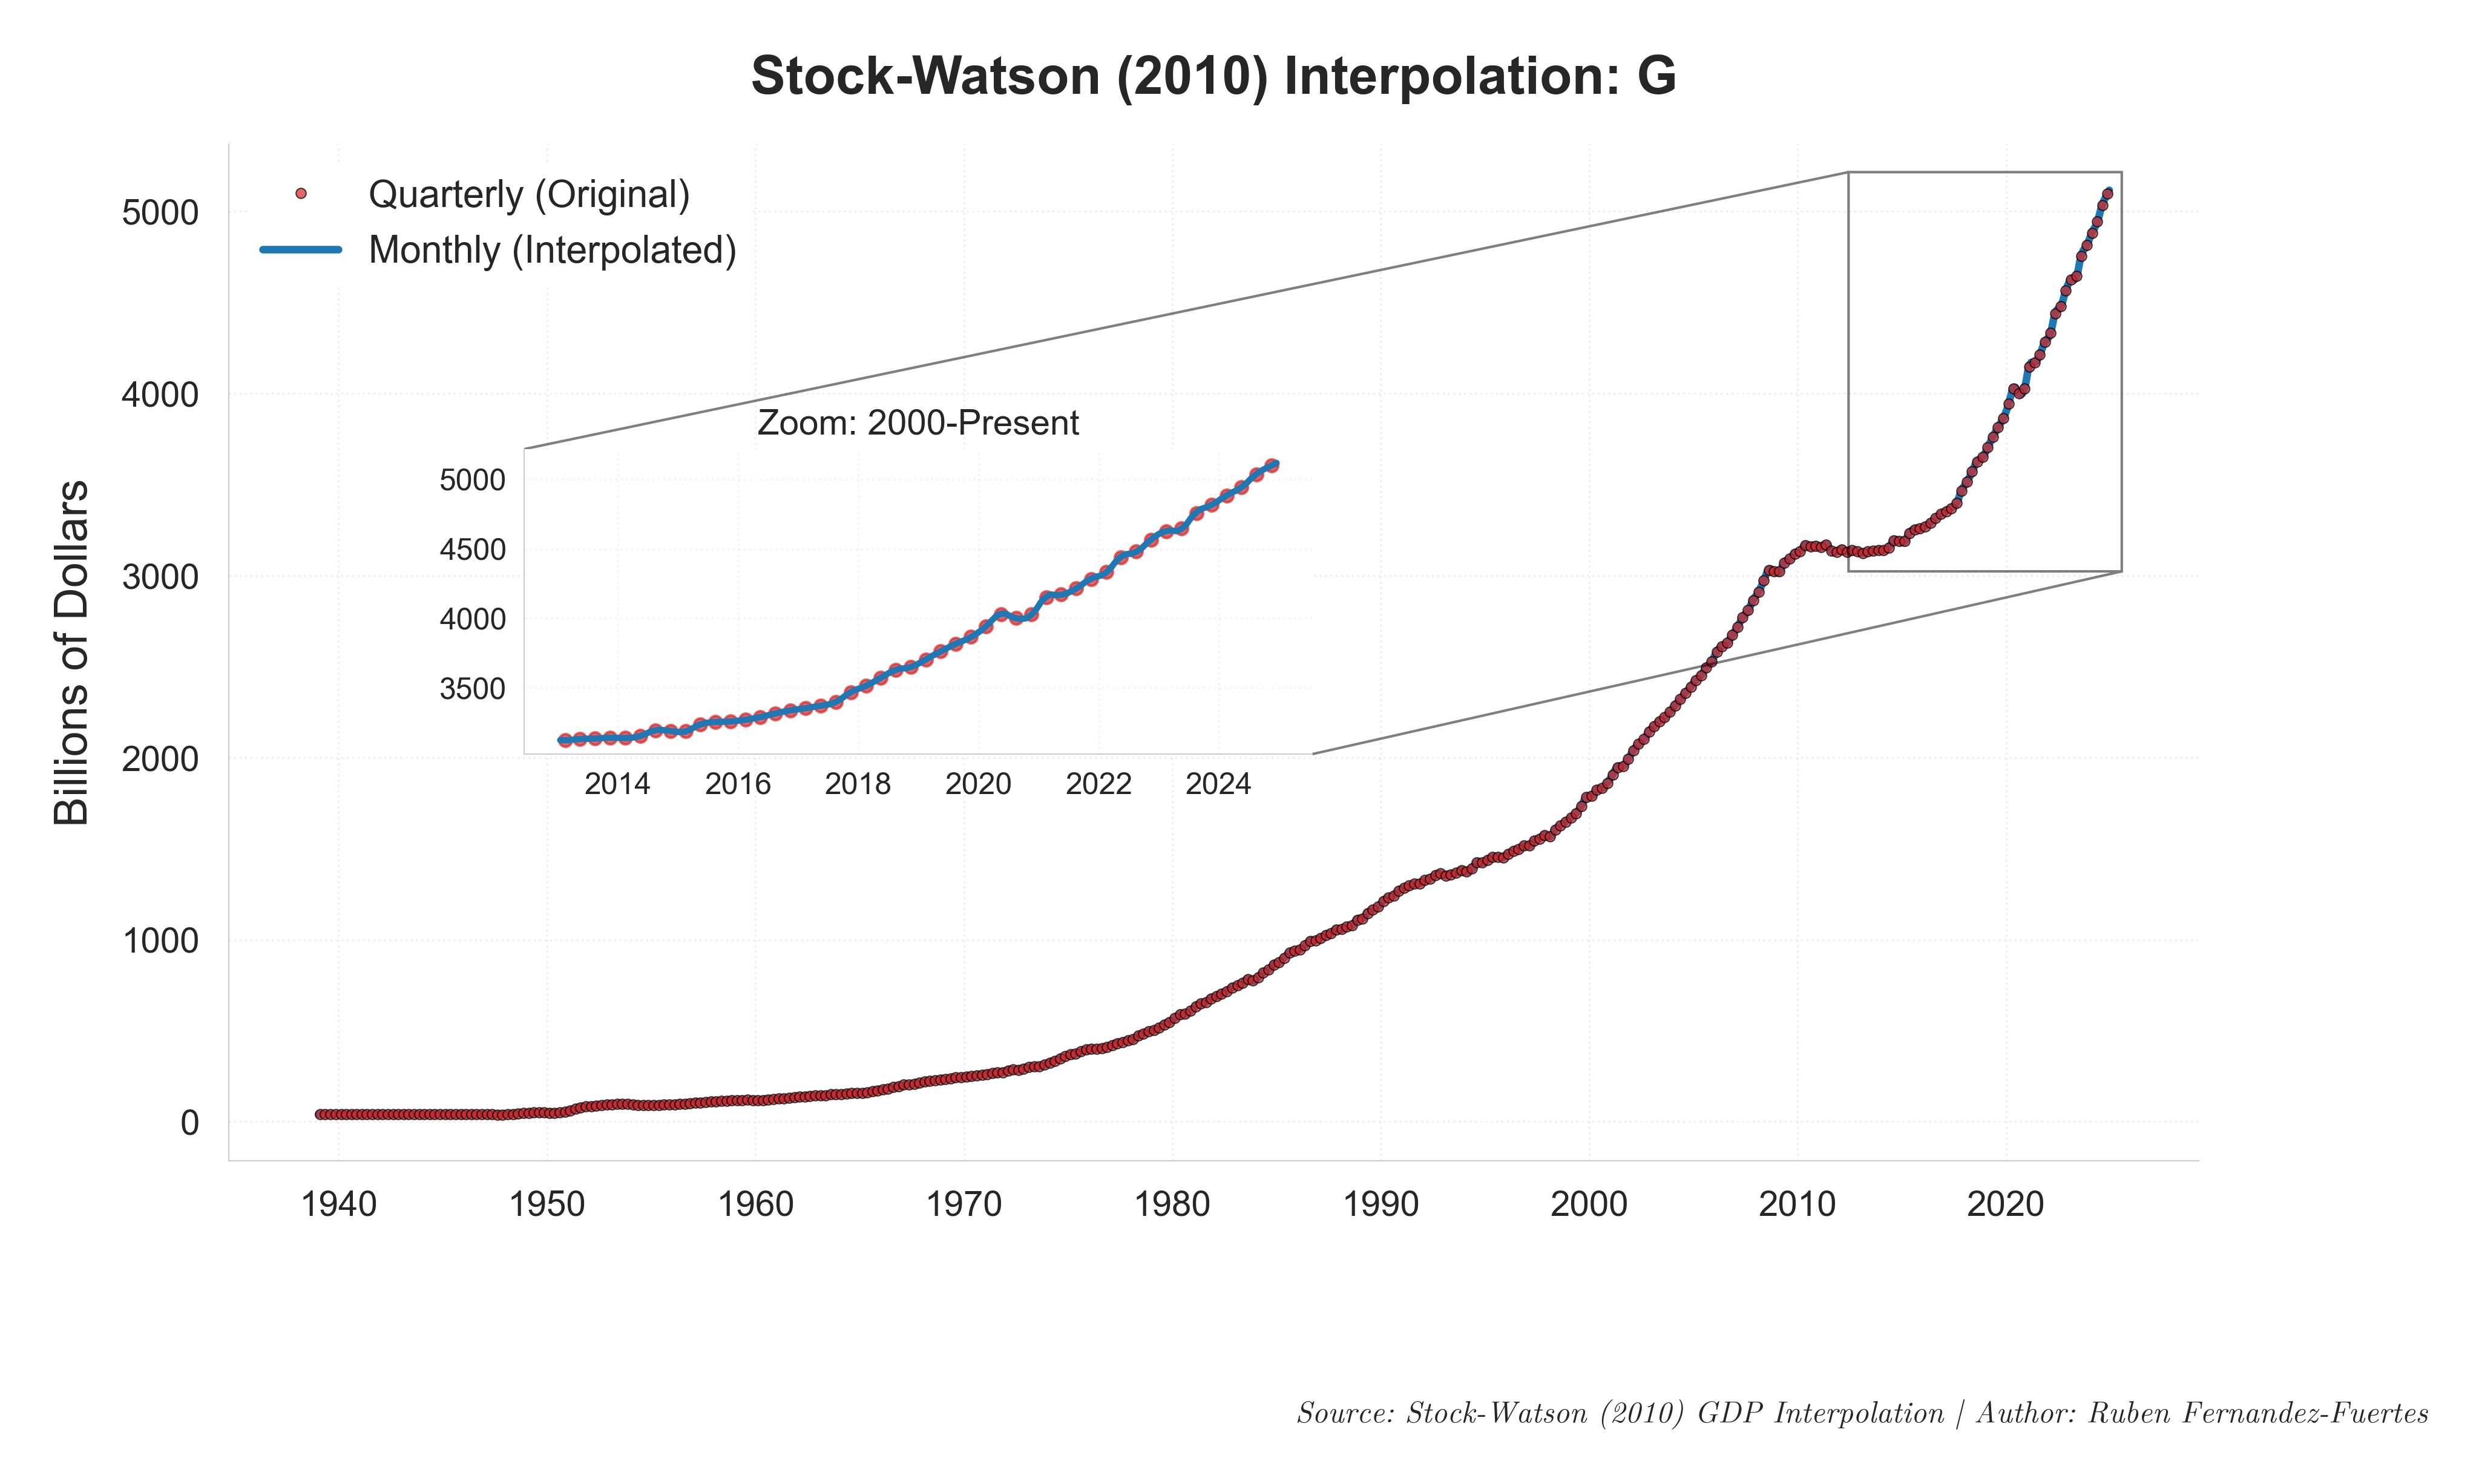 Stock-Watson (2010) Interpolation: G
Quarterly (Original)
Monthly (Interpolated)
Billions of Dollars
5000
4000
3000
2000
1000
0
Zoom: 2000-Present
5000
4500
4000
3500
2014 2016 2018 2020 2022 2024
1940 1950 1960 1970 1980 1990 2000 2010 2020
Source: Stock-Watson (2010) GDP Interpolation | Author: Ruben Fernandez-Fuertes